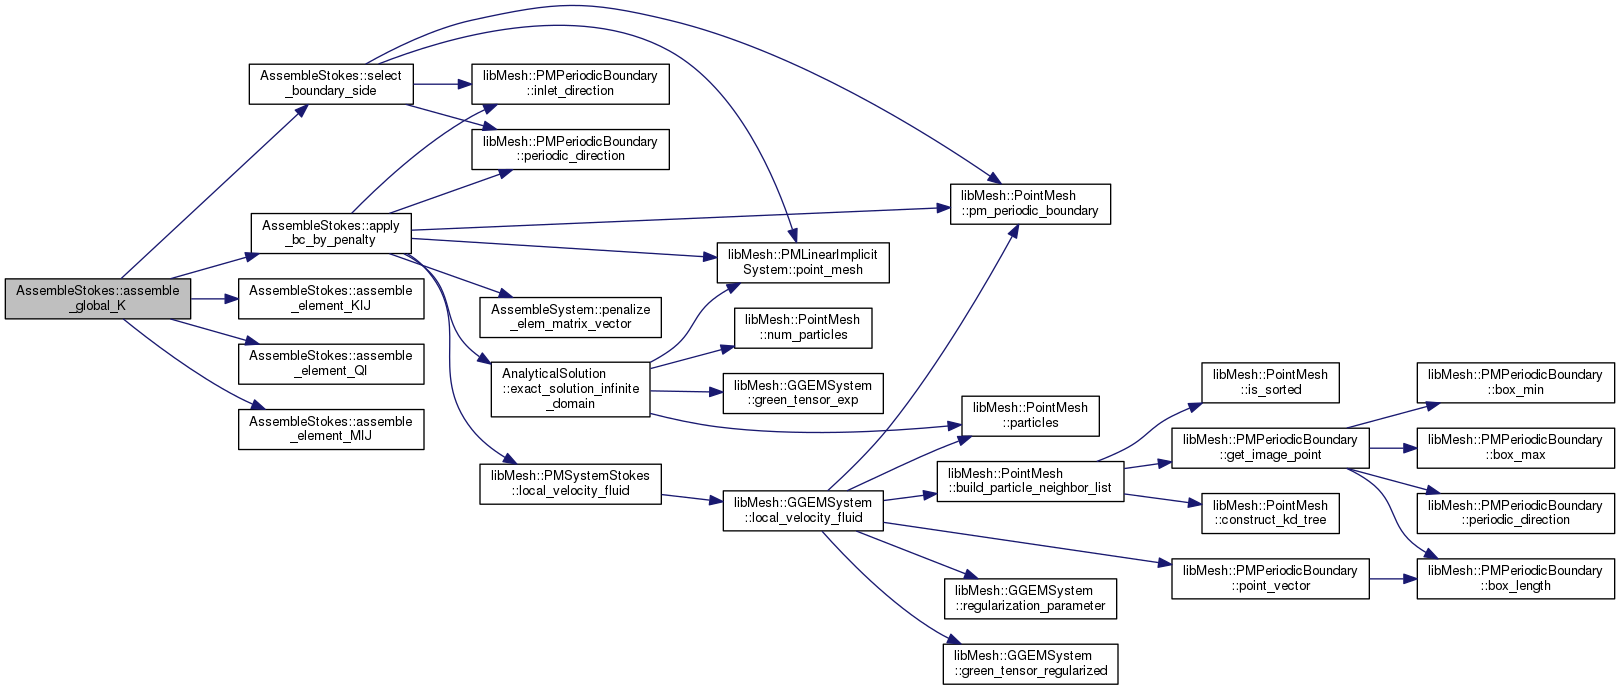 AssembleStokes::assemble
_global_K
AssembleStokes::select
_boundary_side
AssembleStokes::apply
_bc_by_penalty
AssembleStokes::assemble
_element_KIJ
AssembleStokes::assemble
_element_QI
AssembleStokes::assemble
_element_MIJ
libMesh::PMPeriodicBoundary
::inlet_direction
libMesh::PMPeriodicBoundary
::periodic_direction
AssembleSystem::penalize
_elem_matrix_vector
AnalyticalSolution
::exact_solution_infinite
_domain
libMesh::PMSystemStokes
::local_velocity_fluid
libMesh::PMLinearImplicit
System::point_mesh
libMesh::PointMesh
::num_particles
libMesh::GGEMSystem
::green_tensor_exp
libMesh::GGEMSystem
::local_velocity_fluid
libMesh::PointMesh
::pm_periodic_boundary
libMesh::PointMesh
::particles
libMesh::PointMesh
::build_particle_neighbor_list
libMesh::GGEMSystem
::regularization_parameter
libMesh::GGEMSystem
::green_tensor_regularized
libMesh::PointMesh
::is_sorted
libMesh::PMPeriodicBoundary
::get_image_point
libMesh::PointMesh
::construct_kd_tree
libMesh::PMPeriodicBoundary
::point_vector
libMesh::PMPeriodicBoundary
::box_min
libMesh::PMPeriodicBoundary
::box_max
libMesh::PMPeriodicBoundary
::periodic_direction
libMesh::PMPeriodicBoundary
::box_length